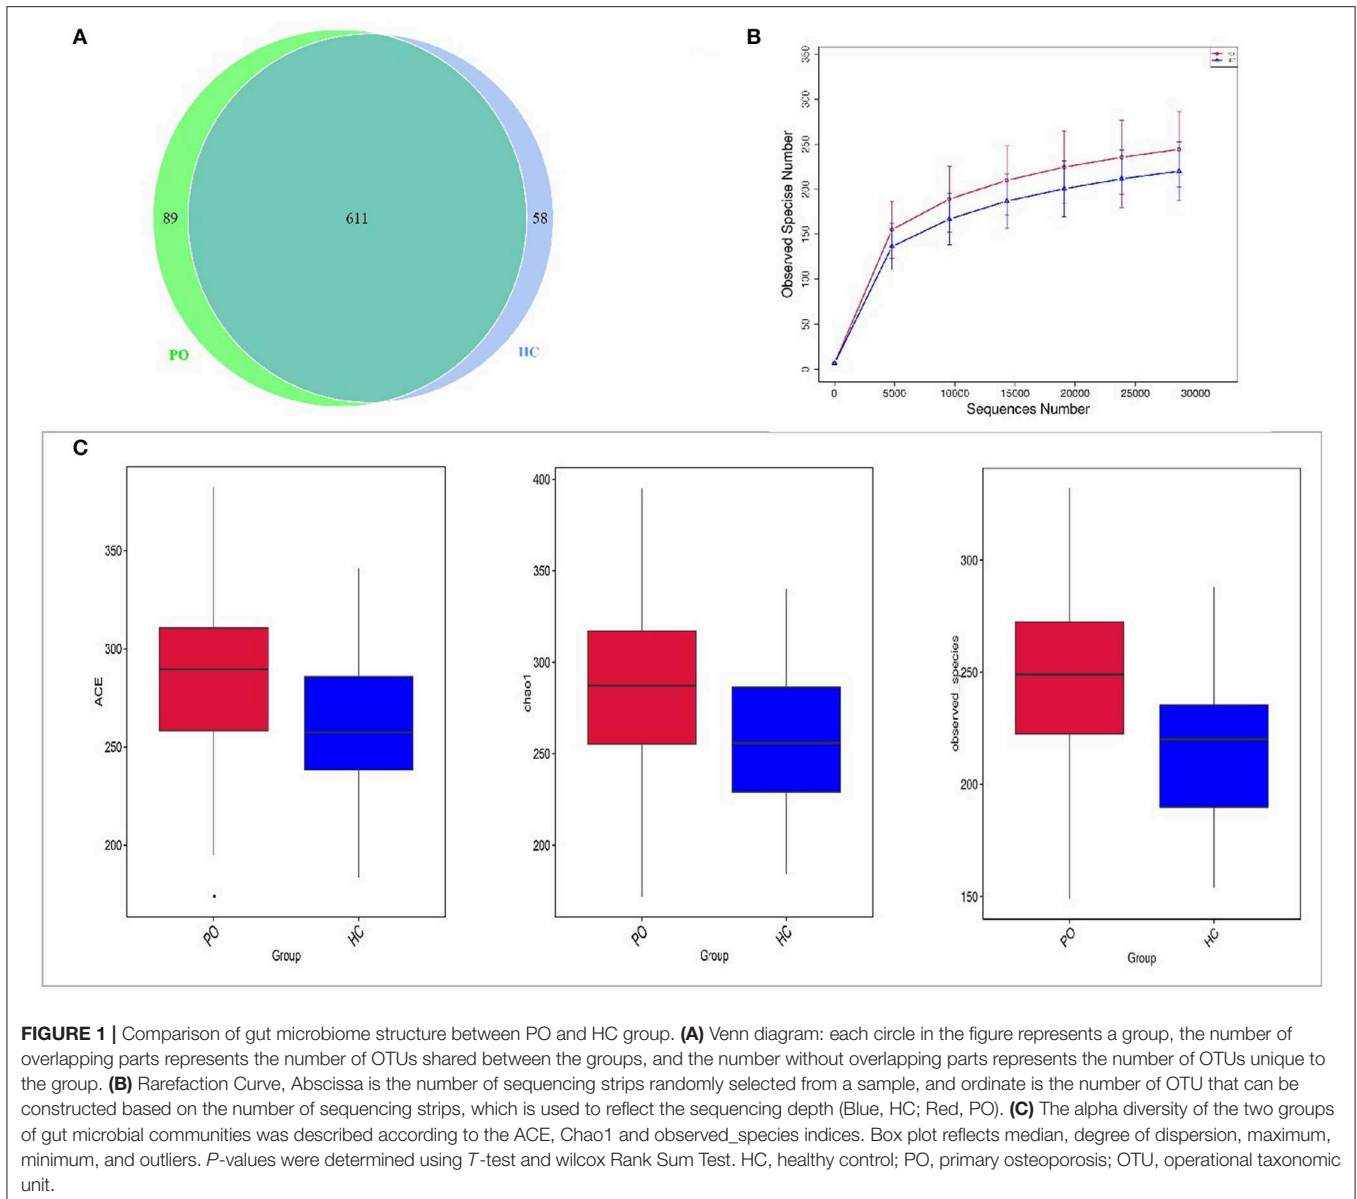 A
89
611
58
PO
HC
B
Observed Specise Number
0
50
100
150
200
250
300
350
0 5000 10000 15000 20000 25000 30000
Sequences Number
C
ACE
350
300
250
200
PO HC
Group
chao1
400
350
300
250
200
PO HC
Group
observed_species
300
250
200
150
PO HC
Group
FIGURE 1 | Comparison of gut microbiome structure between PO and HC group. (A) Venn diagram: each circle in the figure represents a group, the number of
overlapping parts represents the number of OTUs shared between the groups, and the number without overlapping parts represents the number of OTUs unique to
the group. (B) Rarefaction Curve, Abscissa is the number of sequencing strips randomly selected from a sample, and ordinate is the number of OTU that can be
constructed based on the number of sequencing strips, which is used to reflect the sequencing depth (Blue, HC; Red, PO). (C) The alpha diversity of the two groups
of gut microbial communities was described according to the ACE, Chao1 and observed_species indices. Box plot reflects median, degree of dispersion, maximum,
minimum, and outliers. P-values were determined using T-test and wilcox Rank Sum Test. HC, healthy control; PO, primary osteoporosis; OTU, operational taxonomic
unit.